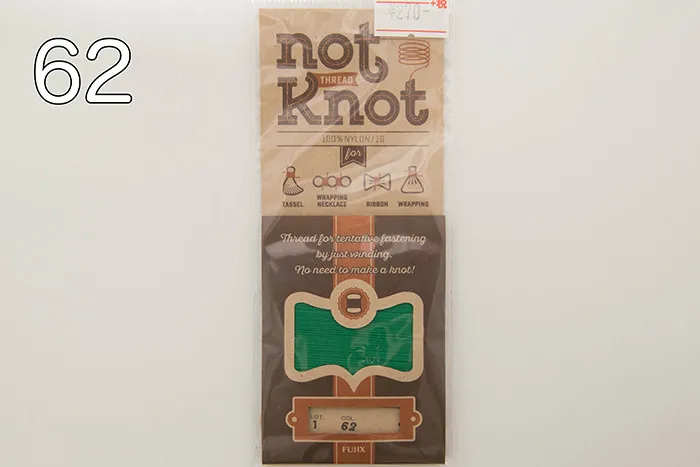 62
¥270-
+税
not
THREAD
Knot
100% NYLON/1G
for
TASSEL
WRAPPING
NECKLACE
RIBBON
WRAPPING
Thread for tentative fastening
by just winding.
No need to make a knot!
LOT.
1
COL.
62
FUJIX